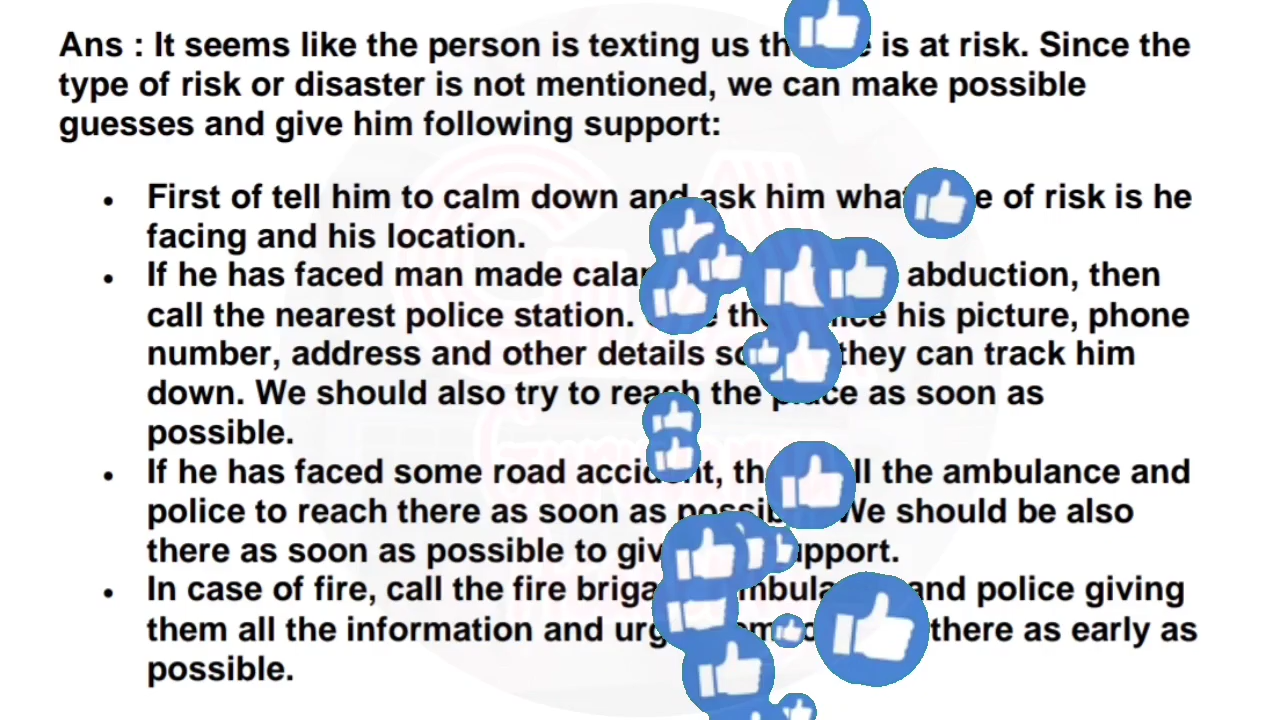 Ans : It seems like the person is texting us is at risk. Since the
type of risk or disaster is not mentioned, we can make possible
guesses and give him following support:
• First of tell him to calm down and ask him of risk is he
facing and his location.
• If he has faced man made abduction, then
call the nearest police station. his picture, phone
number, address and other details they can track him
down. We should also try to reach the place as soon as
possible.
• If he has faced some road accident, the ambulance and
police to reach there as soon as We should be also
there as soon as possible to
• In case of fire, call the fire and police giving
them all the information and there as early as
possible.